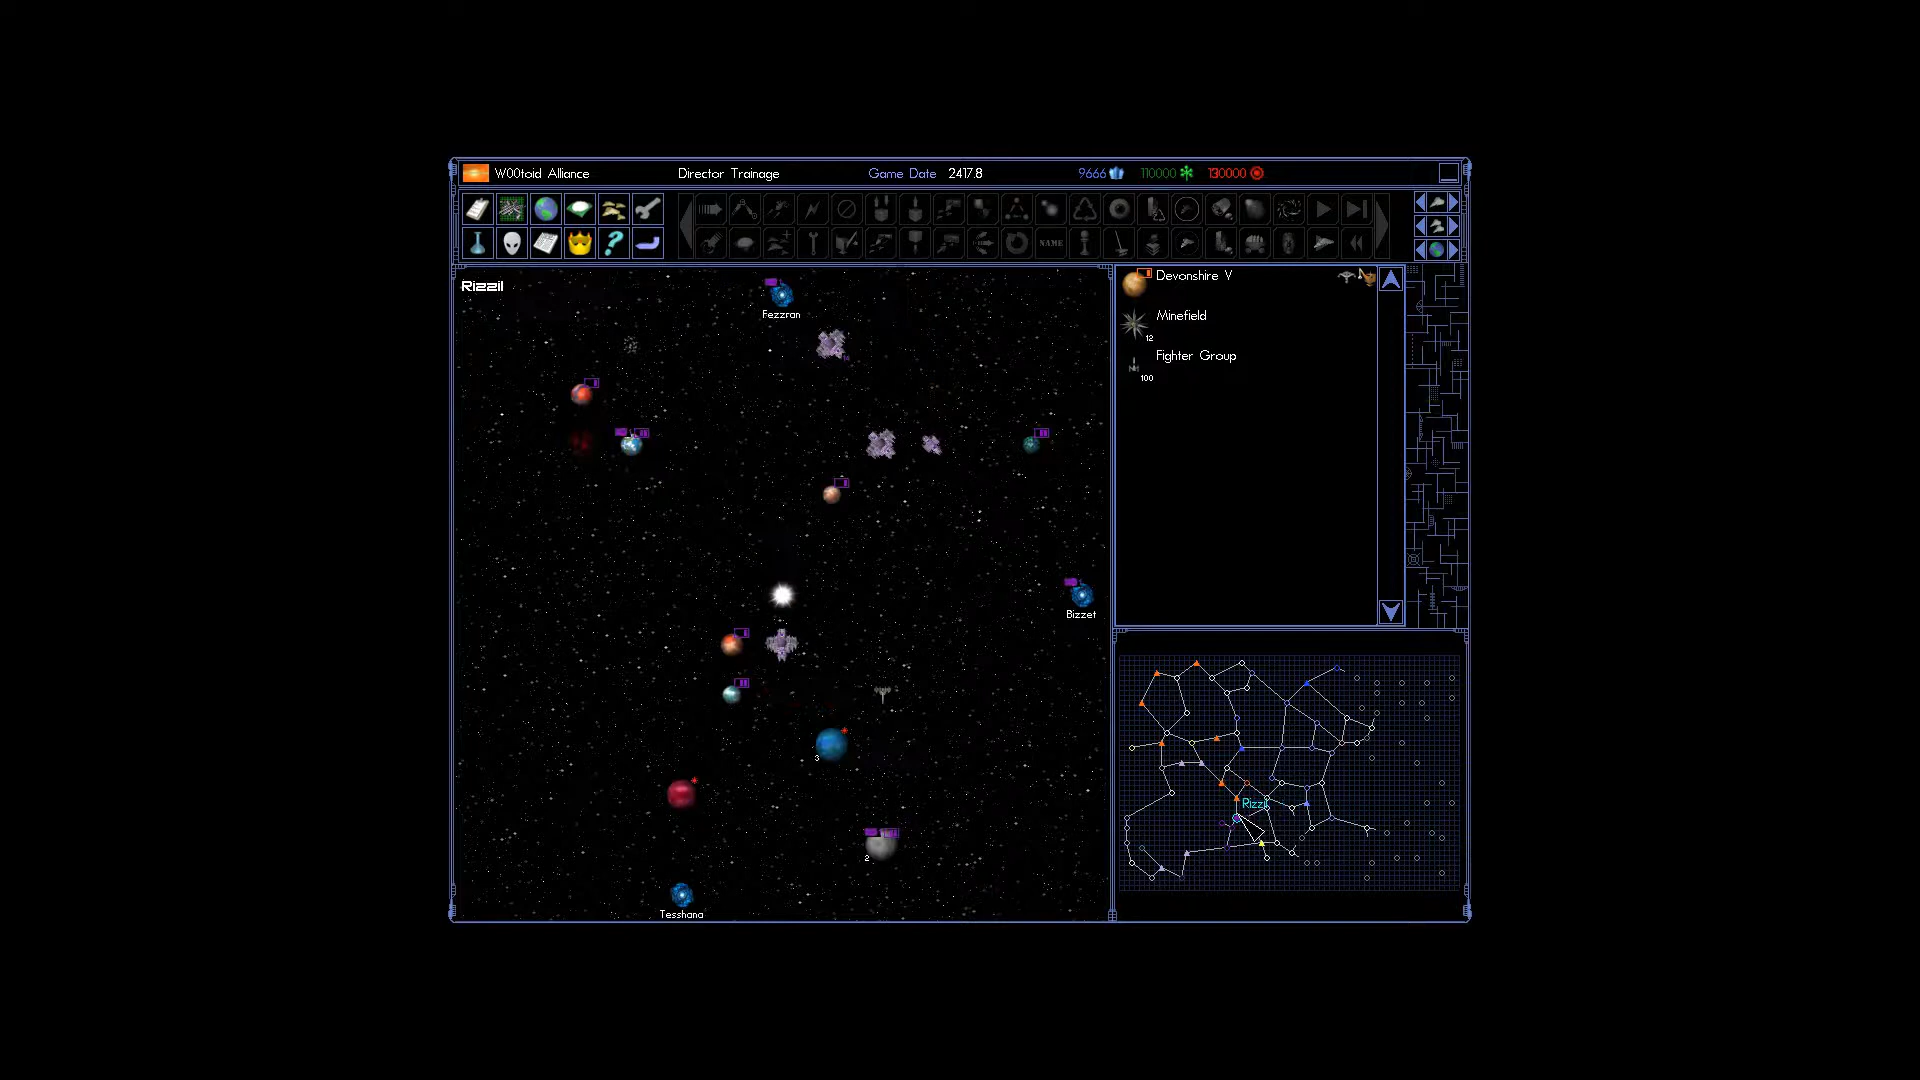 W00toid Alliance Director Trainage Game Date 2417.8 9666 110000 130000
NAME
Rizzil
Fezzran
Bizzet
3
2
Tesshana
Devonshire V
Minefield
12
Fighter Group
100
Rizzil